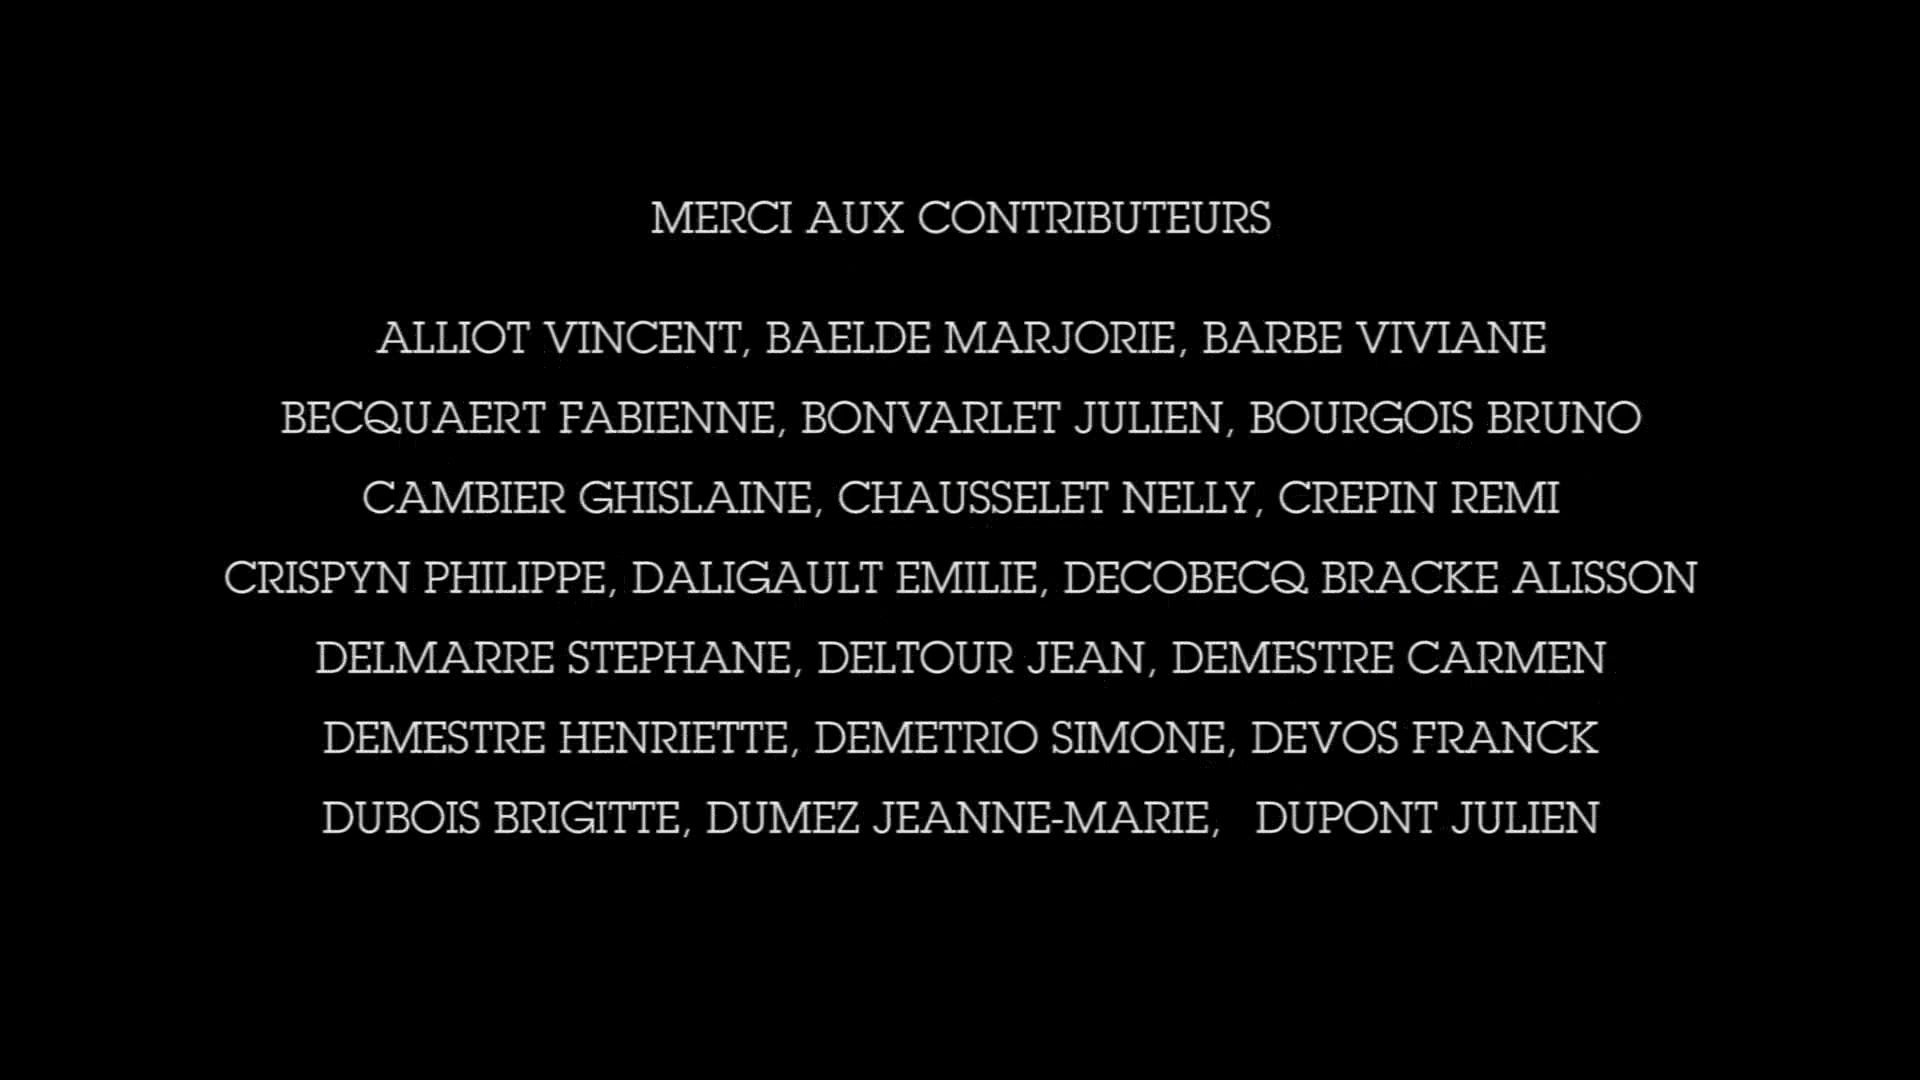 MERCI AUX CONTRIBUTEURS
ALLIOT VINCENT, BAELDE MARJORIE, BARBE VIVIANE
BECQUAERT FABIENNE, BONVARLET JULIEN, BOURGOIS BRUNO
CAMBIER GHISLAINE, CHAUSSELET NELLY, CREPIN REMI
CRISPYN PHILIPPE, DALIGAULT EMILIE, DECOBECQ BRACKE ALISSON
DELMARRE STEPHANE, DELTOUR JEAN, DEMESTRE CARMEN
DEMESTRE HENRIETTE, DEMETRIO SIMONE, DEVOS FRANCK
DUBOIS BRIGITTE, DUMEZ JEANNE-MARIE, DUPONT JULIEN